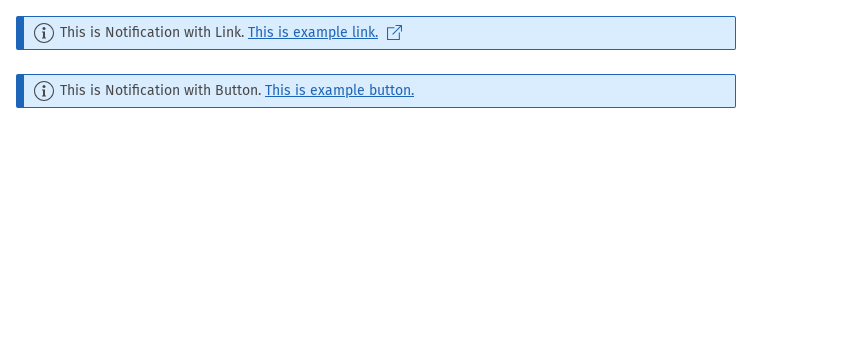 This is Notification with Link. This is example link.
This is Notification with Button. This is example button.